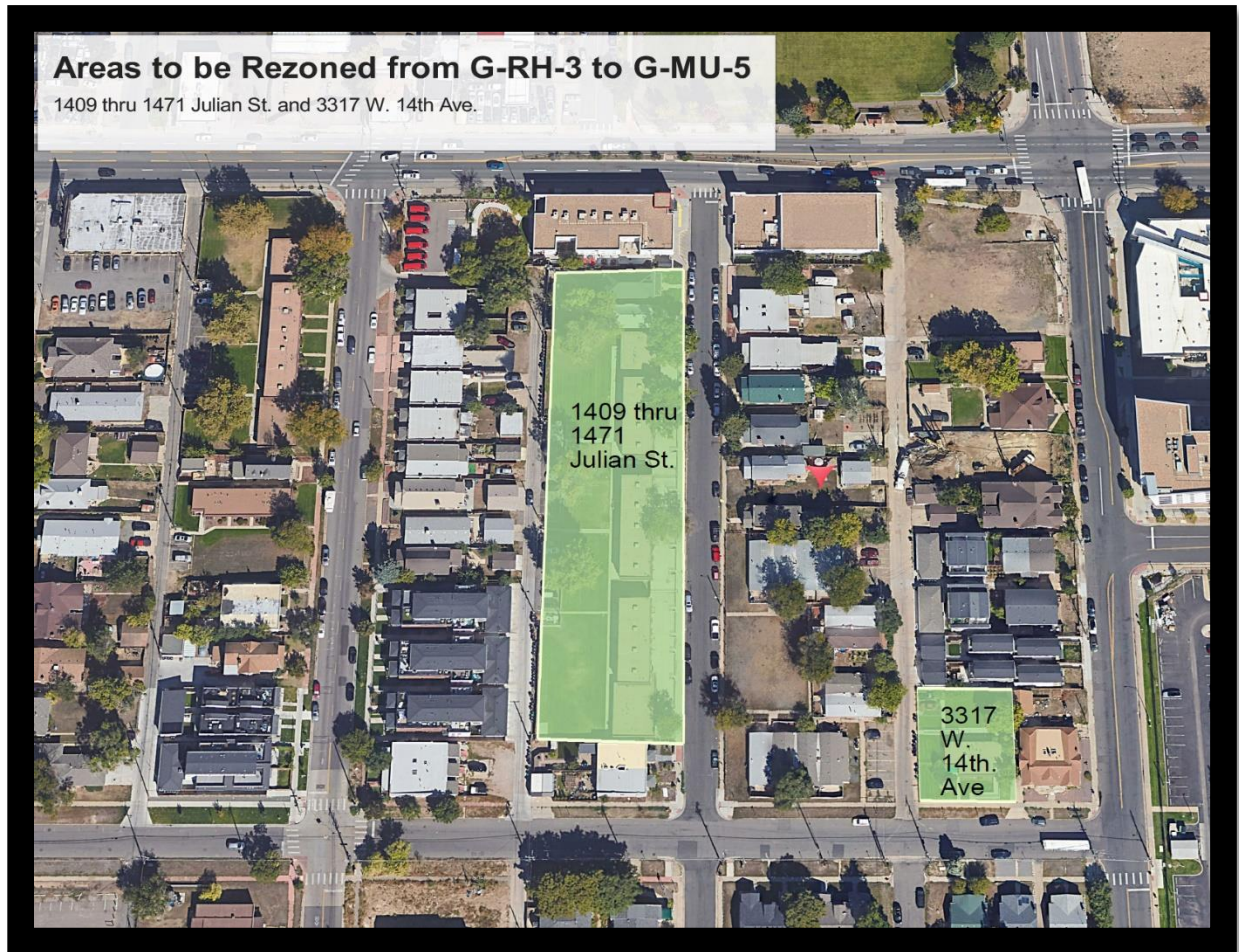 Areas to be Rezoned from G-RH-3 to G-MU-5
1409 thru 1471 Julian St. and 3317 W. 14th Ave.
1409 thru
1471
Julian St.
3317
W.
14th.
Ave